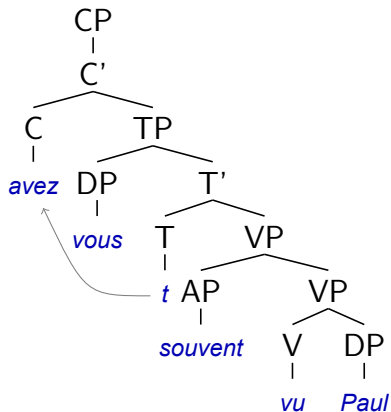 CP
C’
C TP
avez DP T’
vous T VP
t AP VP
souvent V DP
vu Paul